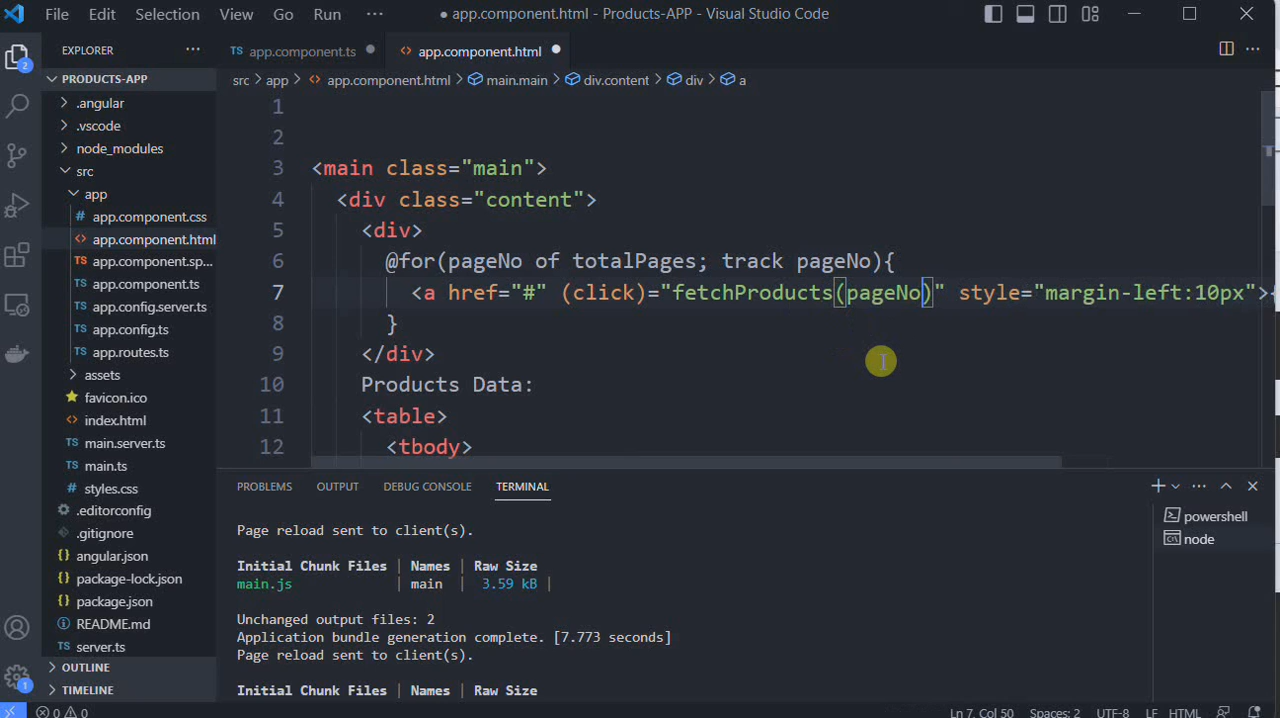 File Edit Selection View Go Run ··· ● app.component.html - Products-APP - Visual Studio Code
EXPLORER ···
2
PRODUCTS-APP
.angular
.vscode
node_modules
src
app
# app.component.css
<> app.component.html
<> app.component.sp...
TS app.component.ts
TS app.config.server.ts
TS app.config.ts
TS app.routes.ts
assets
favicon.ico
<> index.html
TS main.server.ts
TS main.ts
# styles.css
.editorconfig
.gitignore
{} angular.json
{} package-lock.json
{} package.json
README.md
TS server.ts
OUTLINE
TIMELINE
1
TS app.component.ts ● <> app.component.html ●
src > app > <> app.component.html > main.main > div.content > div > a
1
2
3 <main class="main">
4 <div class="content">
5 <div>
6 @for(pageNo of totalPages; track pageNo){
7 <a href="#" (click)="fetchProducts(pageNo)" style="margin-left:10px">{
8 }
9 </div>
10 Products Data:
11 <table>
12 <tbody>
PROBLEMS OUTPUT DEBUG CONSOLE TERMINAL
powershell
node
Page reload sent to client(s).
Initial Chunk Files | Names | Raw Size
main.js | main | 3.59 kB |
Unchanged output files: 2
Application bundle generation complete. [7.773 seconds]
Page reload sent to client(s).
Initial Chunk Files | Names | Raw Size
0 0 Ln 7, Col 50 Spaces: 2 UTF-8 LF HTML